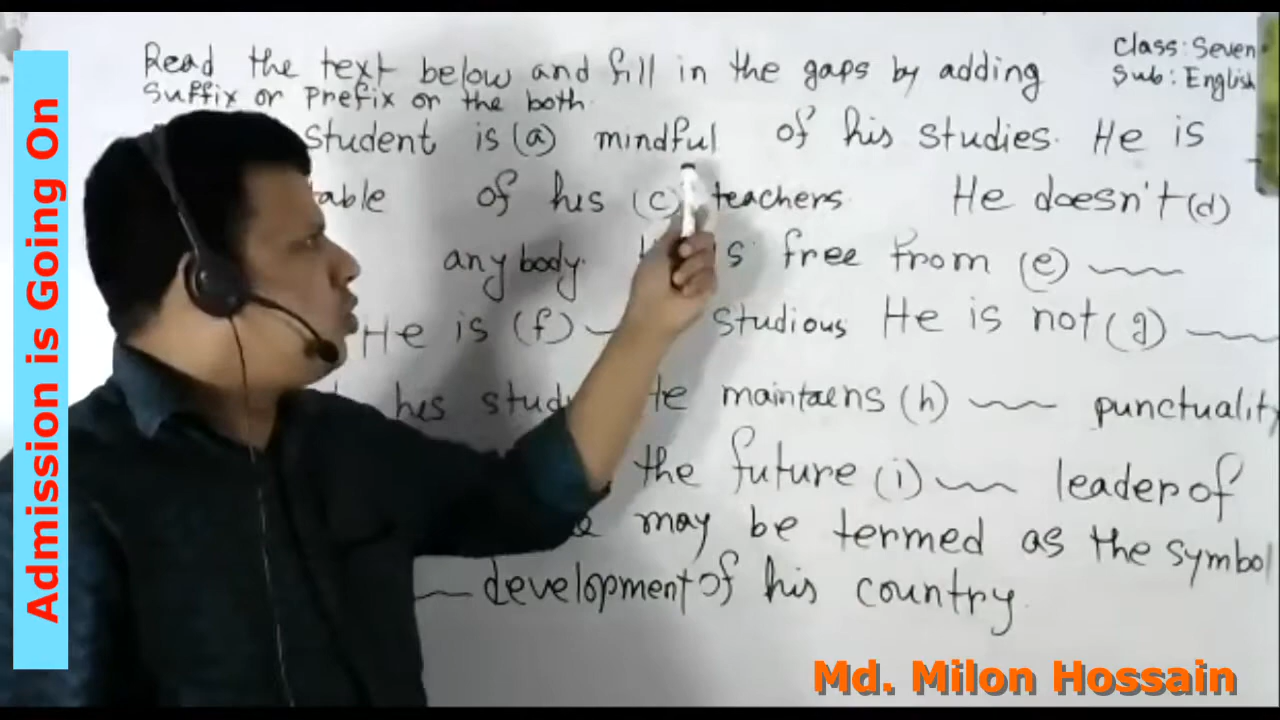 Admission is Going On
Class: Seven
Sub: English
Read the text below and fill in the gaps by adding
suffix or prefix or the both.
student is (a) mindful of his studies. He is
table of his (c) teachers. He doesn't (d)
anybody. free from (e)
He is (f) studious He is not (g)
his He maintaens (h) punctuality
the future (i) leader of
may be termed as the symbol
development of his country.
Md. Milon Hossain